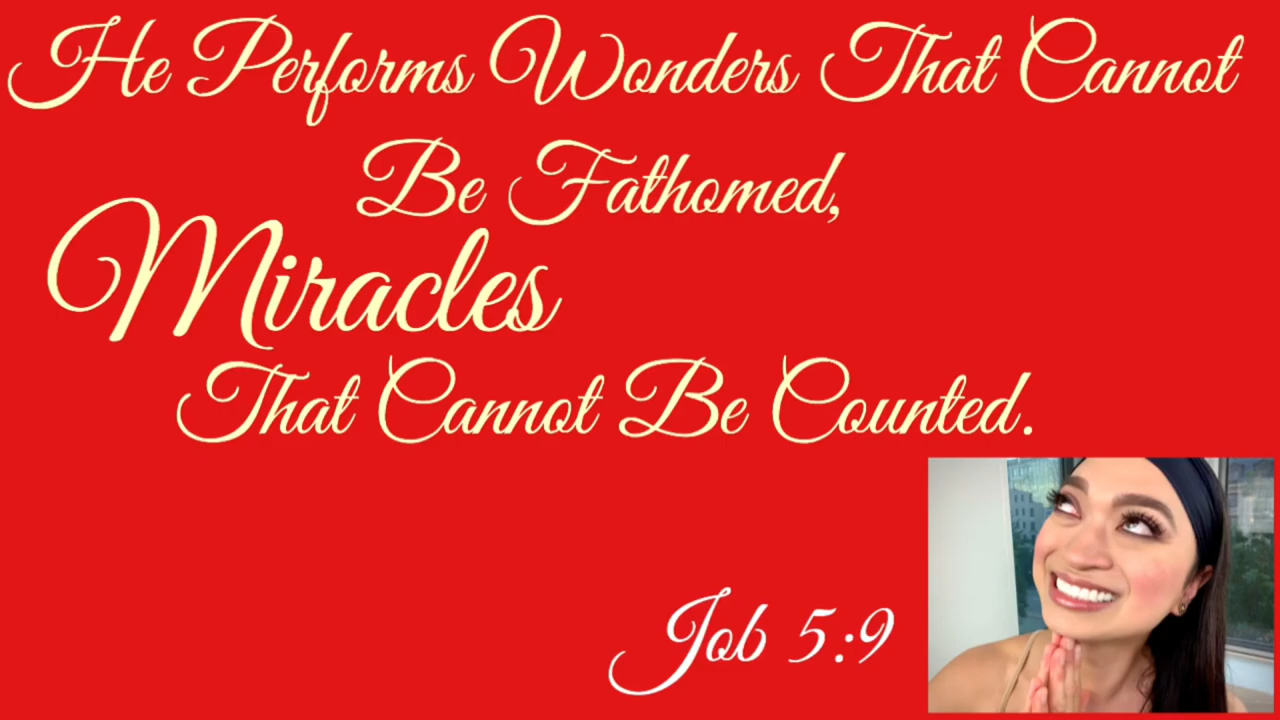 He Performs Wonders That Cannot
Be Fathomed,
Miracles
That Cannot Be Counted.
Job 5:9